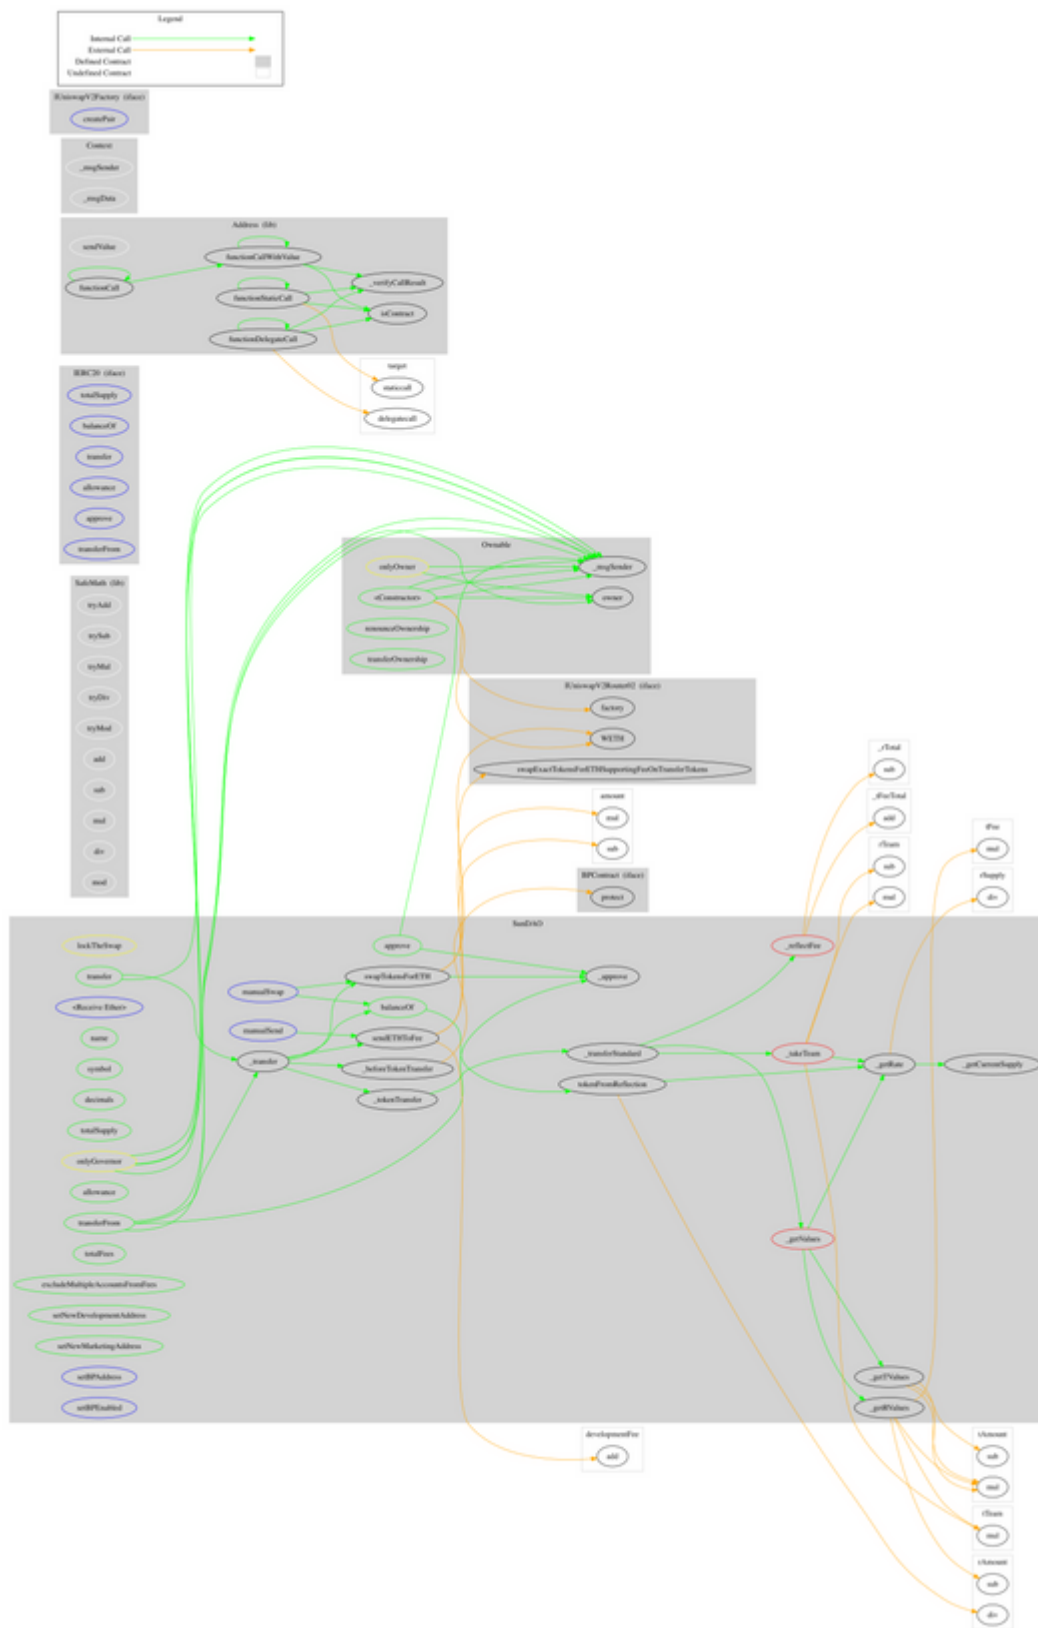 Legend
Internal Call
External Call
Defined Contract
Undefined Contract
IUniswapV2Factory (iface)
createPair
Context
_msgSender
_msgData
Address (lib)
sendValue
functionCall
functionCallWithValue
functionStaticCall
functionDelegateCall
_verifyCallResult
isContract
target
staticcall
delegatecall
IERC20 (iface)
totalSupply
balanceOf
transfer
allowance
approve
transferFrom
SafeMath (lib)
tryAdd
trySub
tryMul
tryDiv
tryMod
add
sub
mul
div
mod
Ownable
onlyOwner
<Constructor>
renounceOwnership
transferOwnership
_msgSender
owner
IUniswapV2Router02 (iface)
factory
WETH
swapExactTokensForETHSupportingFeeOnTransferTokens
amount
mul
sub
BPContract (iface)
protect
_rTotal
sub
_tFeeTotal
add
rTeam
sub
mul
tFee
mul
rSupply
div
lockTheSwap
transfer
<Receive Ether>
name
symbol
decimals
totalSupply
onlyGovernor
allowance
transferFrom
totalFees
excludeMultipleAccountsFromFees
setNewDevelopmentAddress
setNewMarketingAddress
setBPAddress
setBPEnabled
manualSwap
manualSend
_transfer
approve
swapTokensForETH
balanceOf
sendETHToFee
_beforeTokenTransfer
_tokenTransfer
_approve
_transferStandard
tokenFromReflection
_reflectFee
_takeTeam
_getValues
_getRate
_getCurrentSupply
_getTValues
_getRValues
developmentFee
add
tAmount
sub
mul
tTeam
mul
rAmount
sub
div